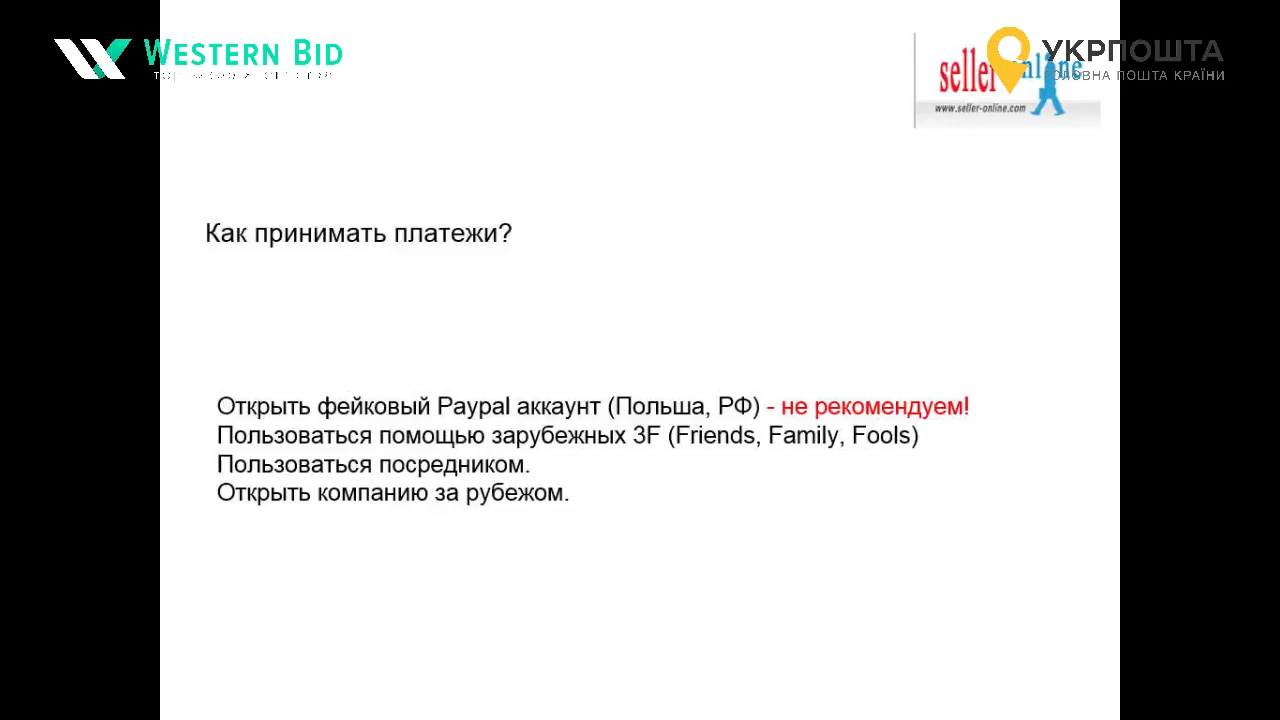 WESTERN BID
УКРПОШТА
ГОЛОВНА ПОШТА КРАЇНИ
seller online
www.seller-online.com
Как принимать платежи?
Открыть фейковый Paypal аккаунт (Польша, РФ) - не рекомендуем!
Пользоваться помощью зарубежных 3F (Friends, Family, Fools)
Пользоваться посредником.
Открыть компанию за рубежом.